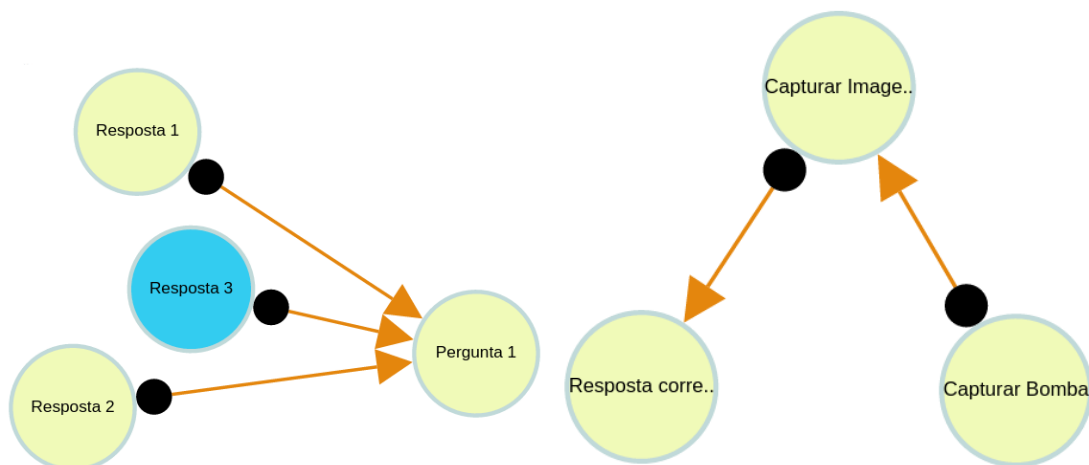 Resposta 1
Resposta 3
Resposta 2
Pergunta 1
Capturar Image..
Resposta corre..
Capturar Bomba